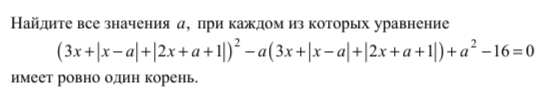 Найдите все значения a, при каждом из которых уравнение
(3x+|x−a|+|2x+a+1|)²−a(3x+|x−a|+|2x+a+1|)+a²−16=0
имеет ровно один корень.